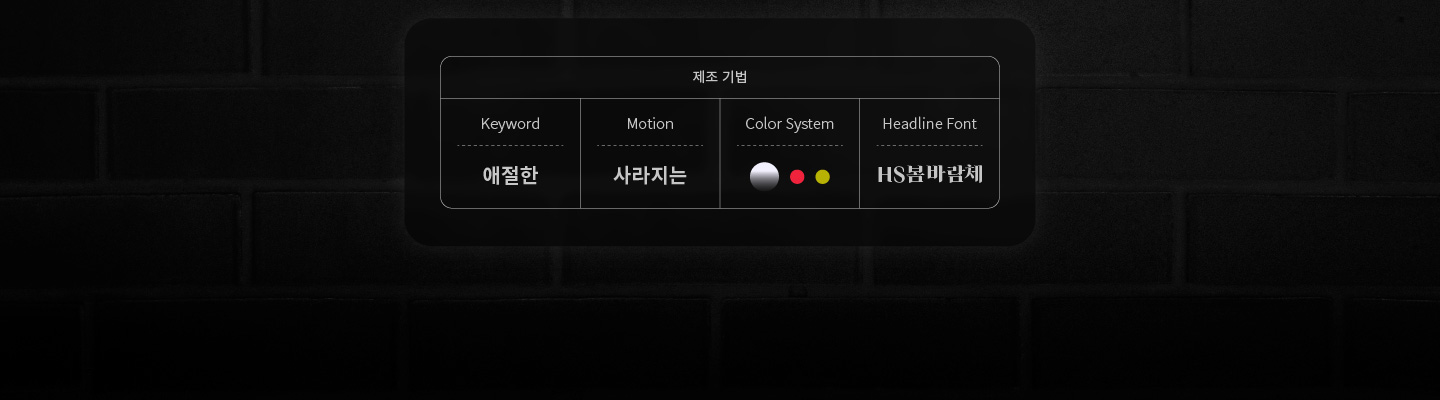 제조 기법
Keyword
Motion
Color System
Headline Font
애절한
사라지는
HS봄바람체